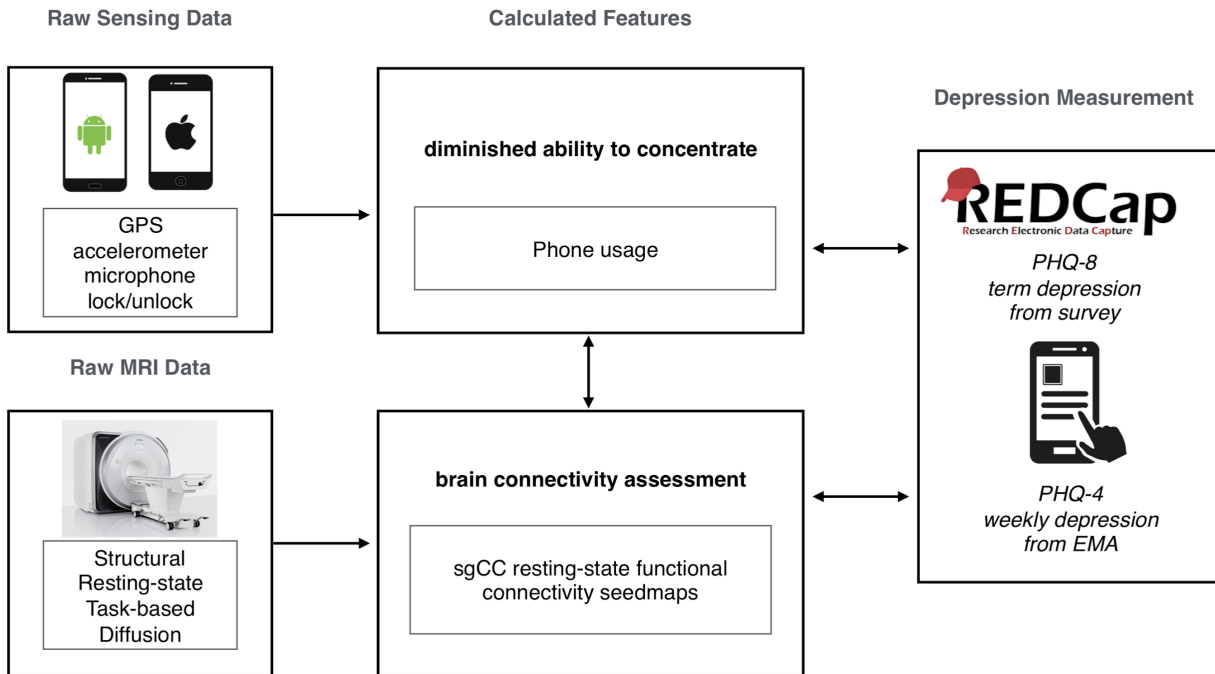 Raw Sensing Data
GPS
accelerometer
microphone
lock/unlock
Raw MRI Data
Structural
Resting-state
Task-based
Diffusion
Calculated Features
diminished ability to concentrate
Phone usage
brain connectivity assessment
sgCC resting-state functional
connectivity seedmaps
Depression Measurement
REDCap
Research Electronic Data Capture
PHQ-8
term depression
from survey
PHQ-4
weekly depression
from EMA